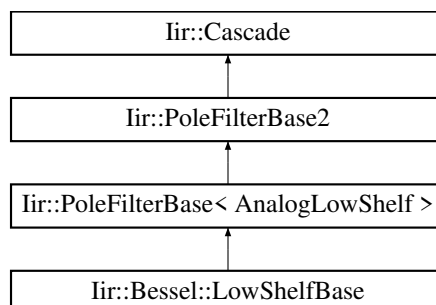 Iir::Cascade
Iir::PoleFilterBase2
Iir::PoleFilterBase< AnalogLowShelf >
Iir::Bessel::LowShelfBase